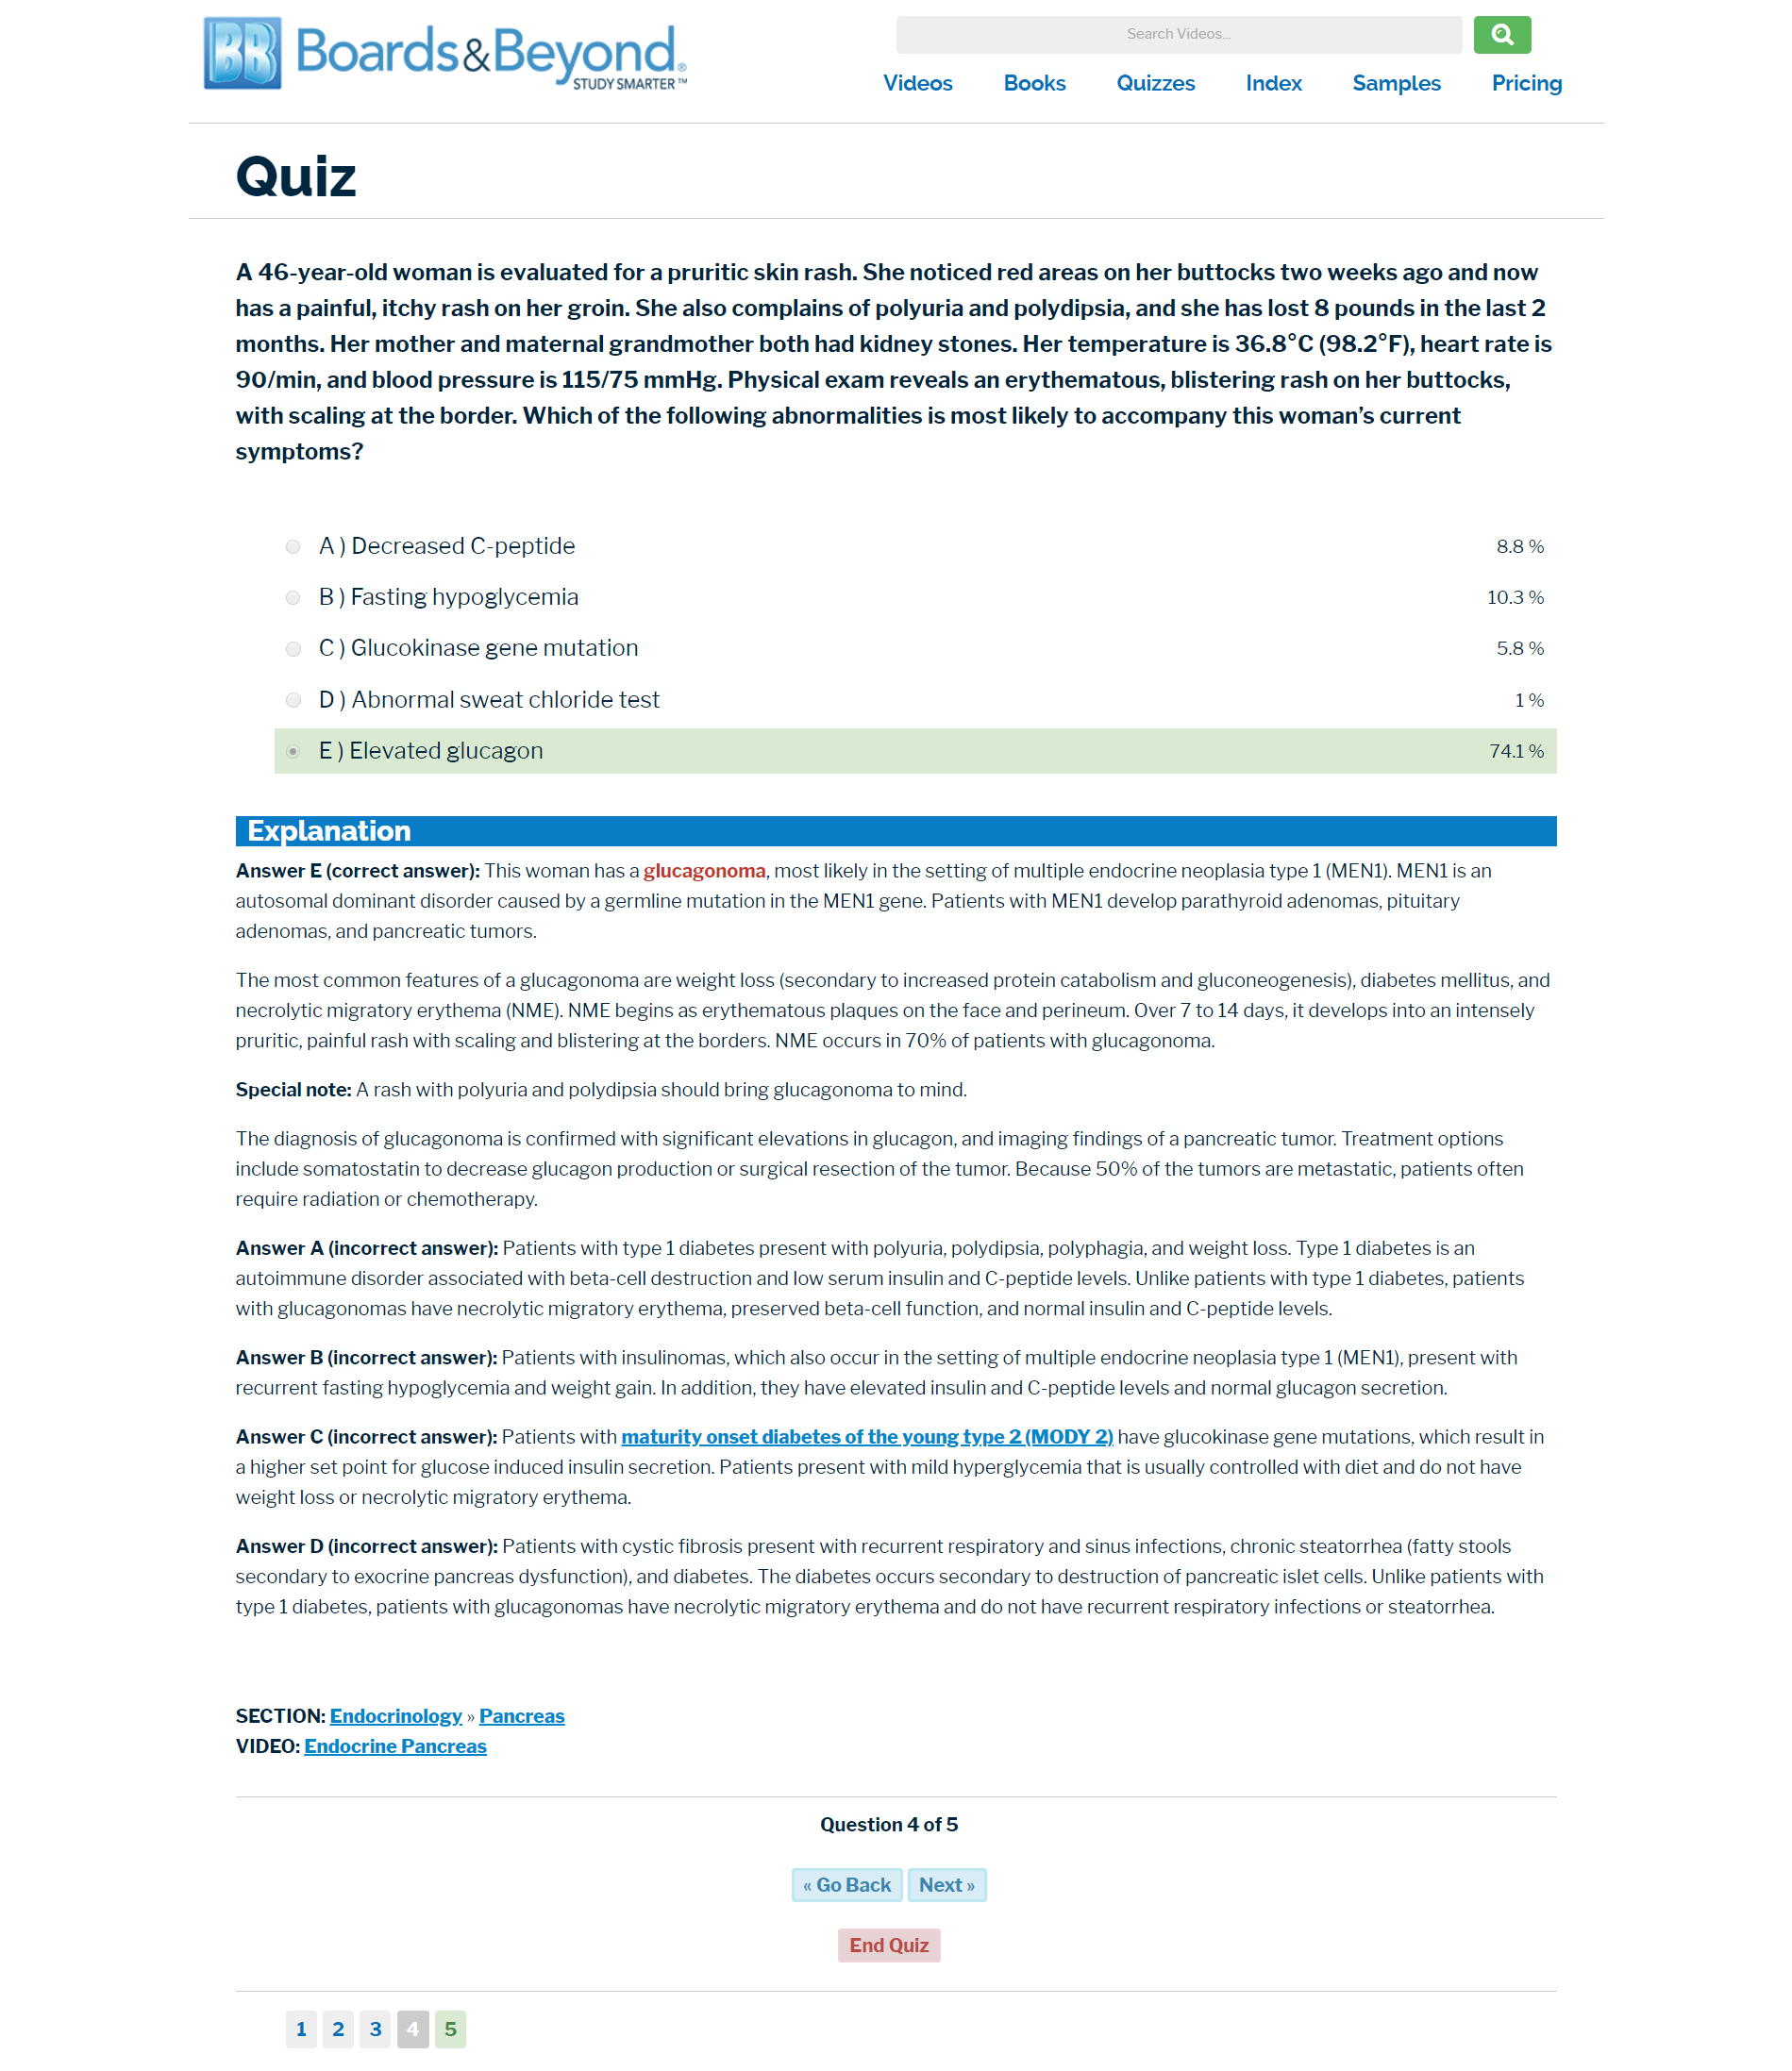 BB Boards&Beyond®
STUDY SMARTER™
Search Videos...
Videos Books Quizzes Index Samples Pricing
Quiz
A 46-year-old woman is evaluated for a pruritic skin rash. She noticed red areas on her buttocks two weeks ago and now
has a painful, itchy rash on her groin. She also complains of polyuria and polydipsia, and she has lost 8 pounds in the last 2
months. Her mother and maternal grandmother both had kidney stones. Her temperature is 36.8°C (98.2°F), heart rate is
90/min, and blood pressure is 115/75 mmHg. Physical exam reveals an erythematous, blistering rash on her buttocks,
with scaling at the border. Which of the following abnormalities is most likely to accompany this woman’s current
symptoms?
A ) Decreased C-peptide 8.8 %
B ) Fasting hypoglycemia 10.3 %
C ) Glucokinase gene mutation 5.8 %
D ) Abnormal sweat chloride test 1 %
E ) Elevated glucagon 74.1 %
Explanation
Answer E (correct answer): This woman has a glucagonoma, most likely in the setting of multiple endocrine neoplasia type 1 (MEN1). MEN1 is an
autosomal dominant disorder caused by a germline mutation in the MEN1 gene. Patients with MEN1 develop parathyroid adenomas, pituitary
adenomas, and pancreatic tumors.
The most common features of a glucagonoma are weight loss (secondary to increased protein catabolism and gluconeogenesis), diabetes mellitus, and
necrolytic migratory erythema (NME). NME begins as erythematous plaques on the face and perineum. Over 7 to 14 days, it develops into an intensely
pruritic, painful rash with scaling and blistering at the borders. NME occurs in 70% of patients with glucagonoma.
Special note: A rash with polyuria and polydipsia should bring glucagonoma to mind.
The diagnosis of glucagonoma is confirmed with significant elevations in glucagon, and imaging findings of a pancreatic tumor. Treatment options
include somatostatin to decrease glucagon production or surgical resection of the tumor. Because 50% of the tumors are metastatic, patients often
require radiation or chemotherapy.
Answer A (incorrect answer): Patients with type 1 diabetes present with polyuria, polydipsia, polyphagia, and weight loss. Type 1 diabetes is an
autoimmune disorder associated with beta-cell destruction and low serum insulin and C-peptide levels. Unlike patients with type 1 diabetes, patients
with glucagonomas have necrolytic migratory erythema, preserved beta-cell function, and normal insulin and C-peptide levels.
Answer B (incorrect answer): Patients with insulinomas, which also occur in the setting of multiple endocrine neoplasia type 1 (MEN1), present with
recurrent fasting hypoglycemia and weight gain. In addition, they have elevated insulin and C-peptide levels and normal glucagon secretion.
Answer C (incorrect answer): Patients with maturity onset diabetes of the young type 2 (MODY 2) have glucokinase gene mutations, which result in
a higher set point for glucose induced insulin secretion. Patients present with mild hyperglycemia that is usually controlled with diet and do not have
weight loss or necrolytic migratory erythema.
Answer D (incorrect answer): Patients with cystic fibrosis present with recurrent respiratory and sinus infections, chronic steatorrhea (fatty stools
secondary to exocrine pancreas dysfunction), and diabetes. The diabetes occurs secondary to destruction of pancreatic islet cells. Unlike patients with
type 1 diabetes, patients with glucagonomas have necrolytic migratory erythema and do not have recurrent respiratory infections or steatorrhea.
SECTION: Endocrinology » Pancreas
VIDEO: Endocrine Pancreas
Question 4 of 5
« Go Back Next »
End Quiz
1 2 3 4 5